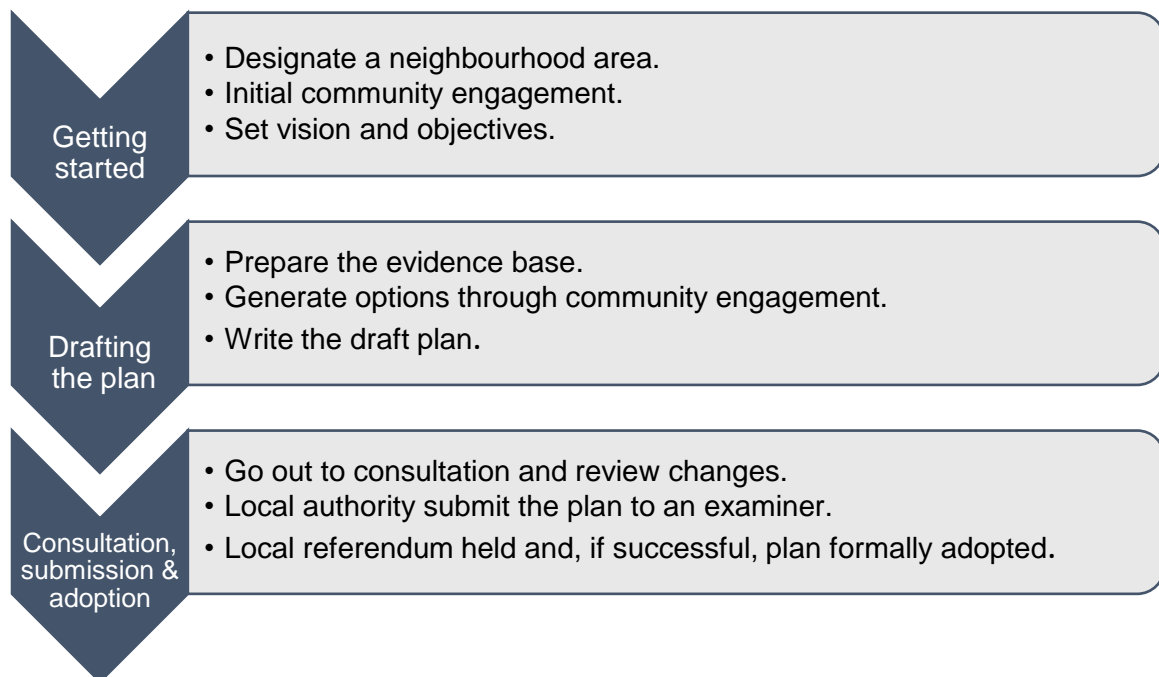 Getting
started
• Designate a neighbourhood area.
• Initial community engagement.
• Set vision and objectives.
Drafting
the plan
• Prepare the evidence base.
• Generate options through community engagement.
• Write the draft plan.
Consultation,
submission &
adoption
• Go out to consultation and review changes.
• Local authority submit the plan to an examiner.
• Local referendum held and, if successful, plan formally adopted.